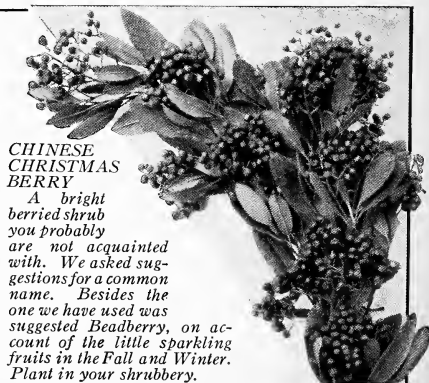 CHINESE
CHRISTMAS
BERRY
A bright
berried shrub
you probably
are not acquainted
with. We asked sug-
gestions for a common
name. Besides the
one we have used was
suggested Beadberry, on ac-
count of the little sparkling
fruits in the Fall and Winter.
Plant in your shrubbery.